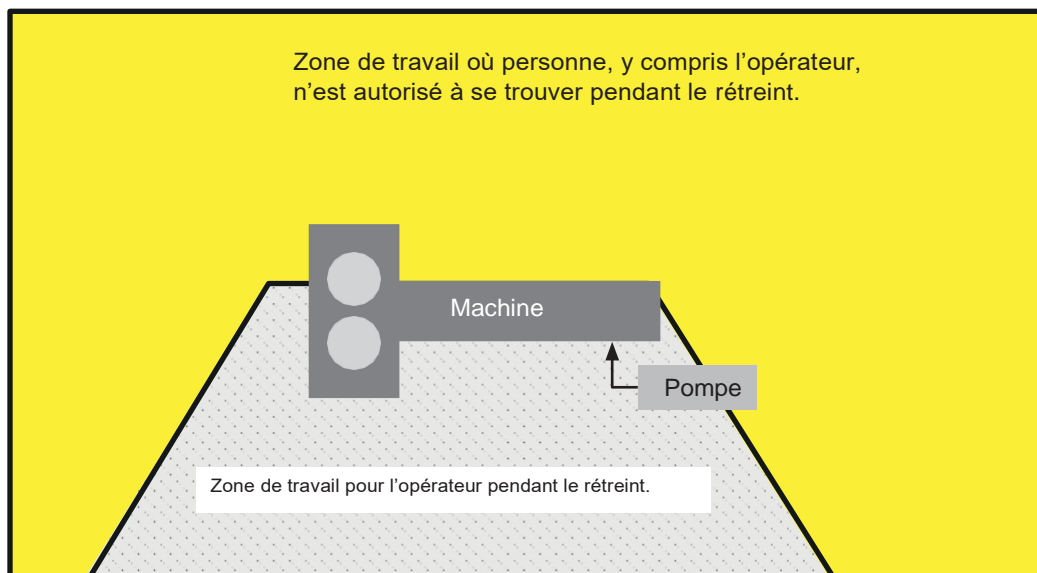 Zone de travail où personne, y compris l’opérateur,
n’est autorisé à se trouver pendant le rétreint.
Machine
Pompe
Zone de travail pour l’opérateur pendant le rétreint.